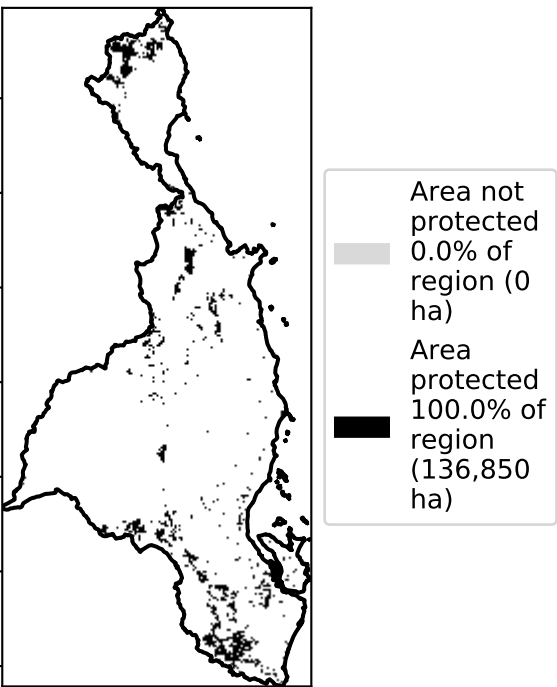 Area not
protected
0.0% of
region (0
ha)
Area
protected
100.0% of
region
(136,850
ha)